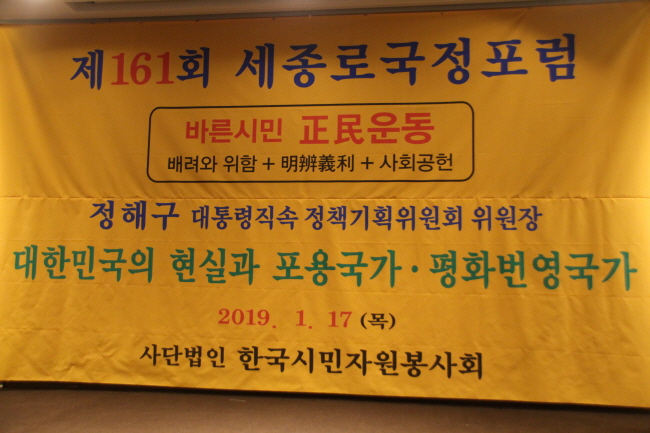 제161회 세종로국정포럼
바른시민 正民운동
배려와 위함 + 明辨義利 + 사회공헌
정해구 대통령직속 정책기획위원회 위원장
대한민국의 현실과 포용국가·평화번영국가
2019. 1. 17 (목)
사단법인 한국시민자원봉사회